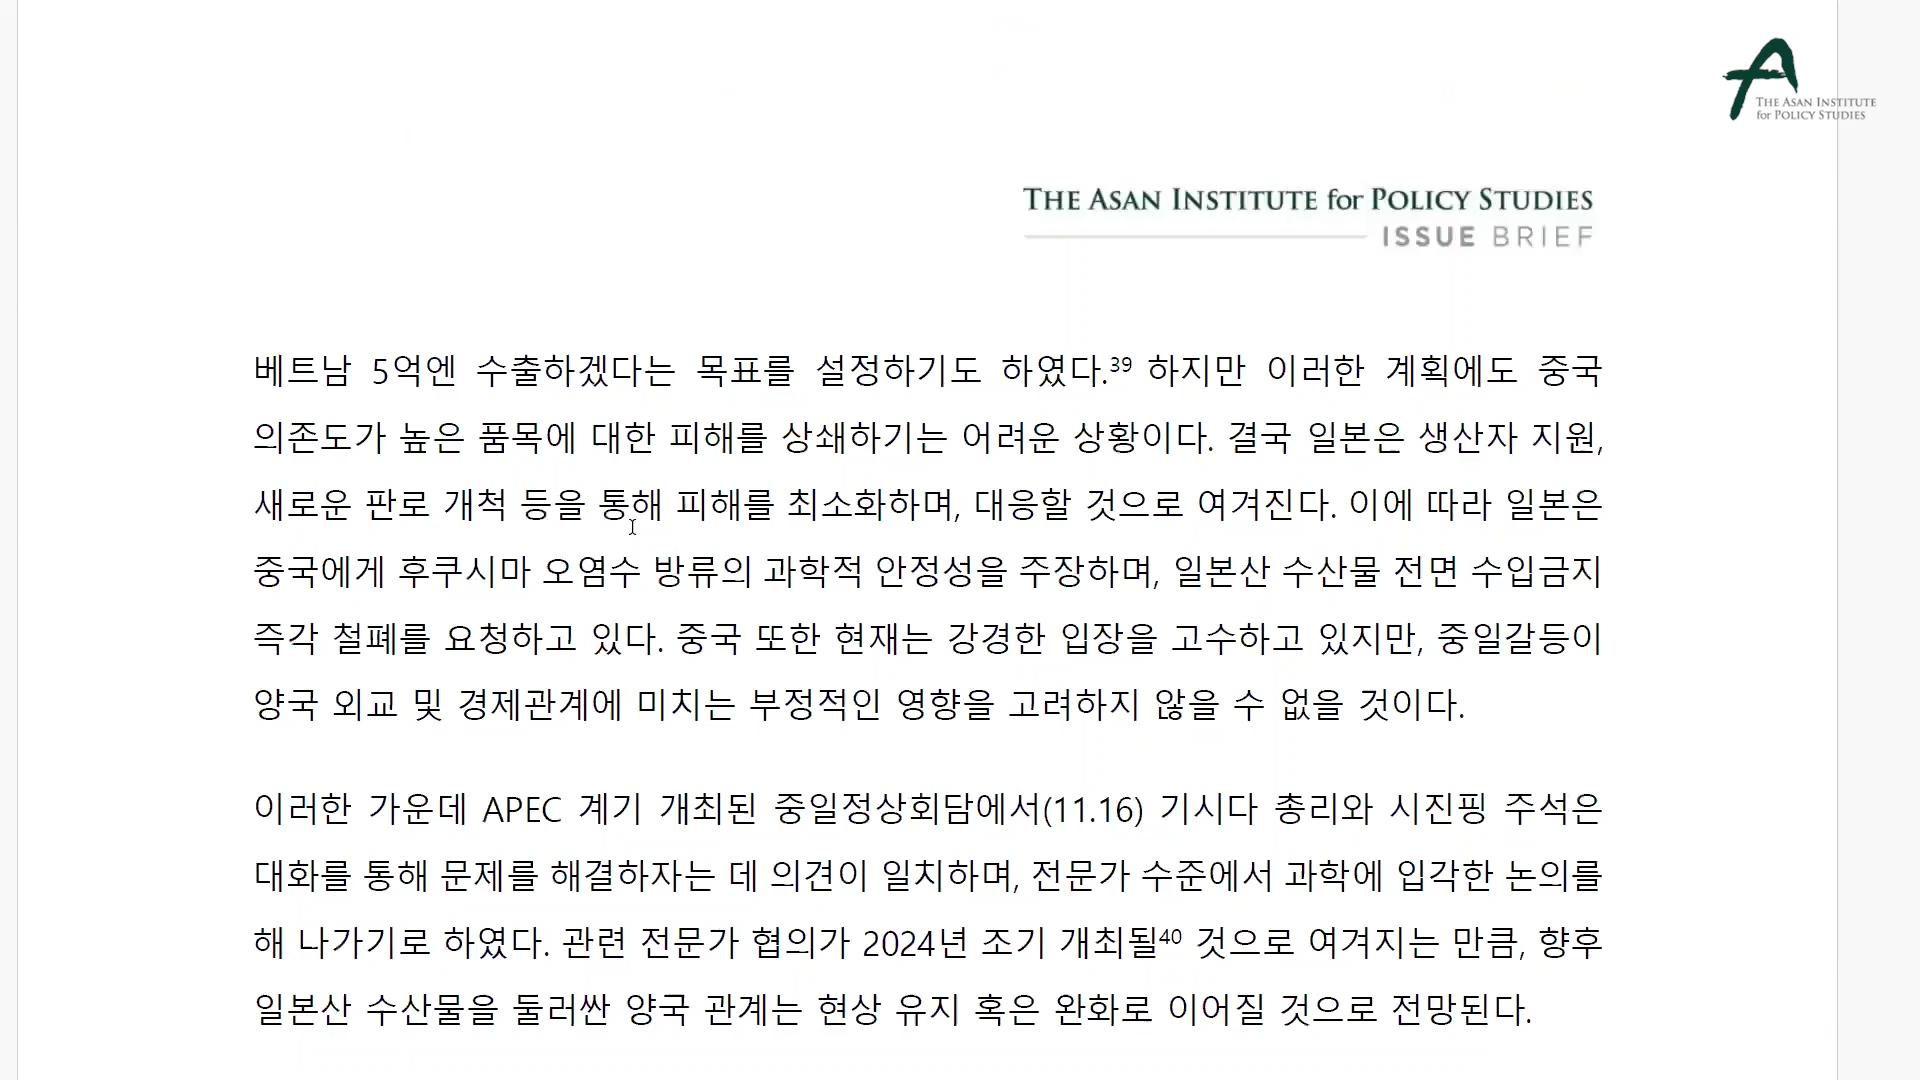 THE ASAN INSTITUTE
for POLICY STUDIES
THE ASAN INSTITUTE for POLICY STUDIES
ISSUE BRIEF
베트남 5억엔 수출하겠다는 목표를 설정하기도 하였다.39 하지만 이러한 계획에도 중국
의존도가 높은 품목에 대한 피해를 상쇄하기는 어려운 상황이다. 결국 일본은 생산자 지원,
새로운 판로 개척 등을 통해 피해를 최소화하며, 대응할 것으로 여겨진다. 이에 따라 일본은
중국에게 후쿠시마 오염수 방류의 과학적 안정성을 주장하며, 일본산 수산물 전면 수입금지
즉각 철폐를 요청하고 있다. 중국 또한 현재는 강경한 입장을 고수하고 있지만, 중일갈등이
양국 외교 및 경제관계에 미치는 부정적인 영향을 고려하지 않을 수 없을 것이다.
이러한 가운데 APEC 계기 개최된 중일정상회담에서(11.16) 기시다 총리와 시진핑 주석은
대화를 통해 문제를 해결하자는 데 의견이 일치하며, 전문가 수준에서 과학에 입각한 논의를
해 나가기로 하였다. 관련 전문가 협의가 2024년 조기 개최될40 것으로 여겨지는 만큼, 향후
일본산 수산물을 둘러싼 양국 관계는 현상 유지 혹은 완화로 이어질 것으로 전망된다.